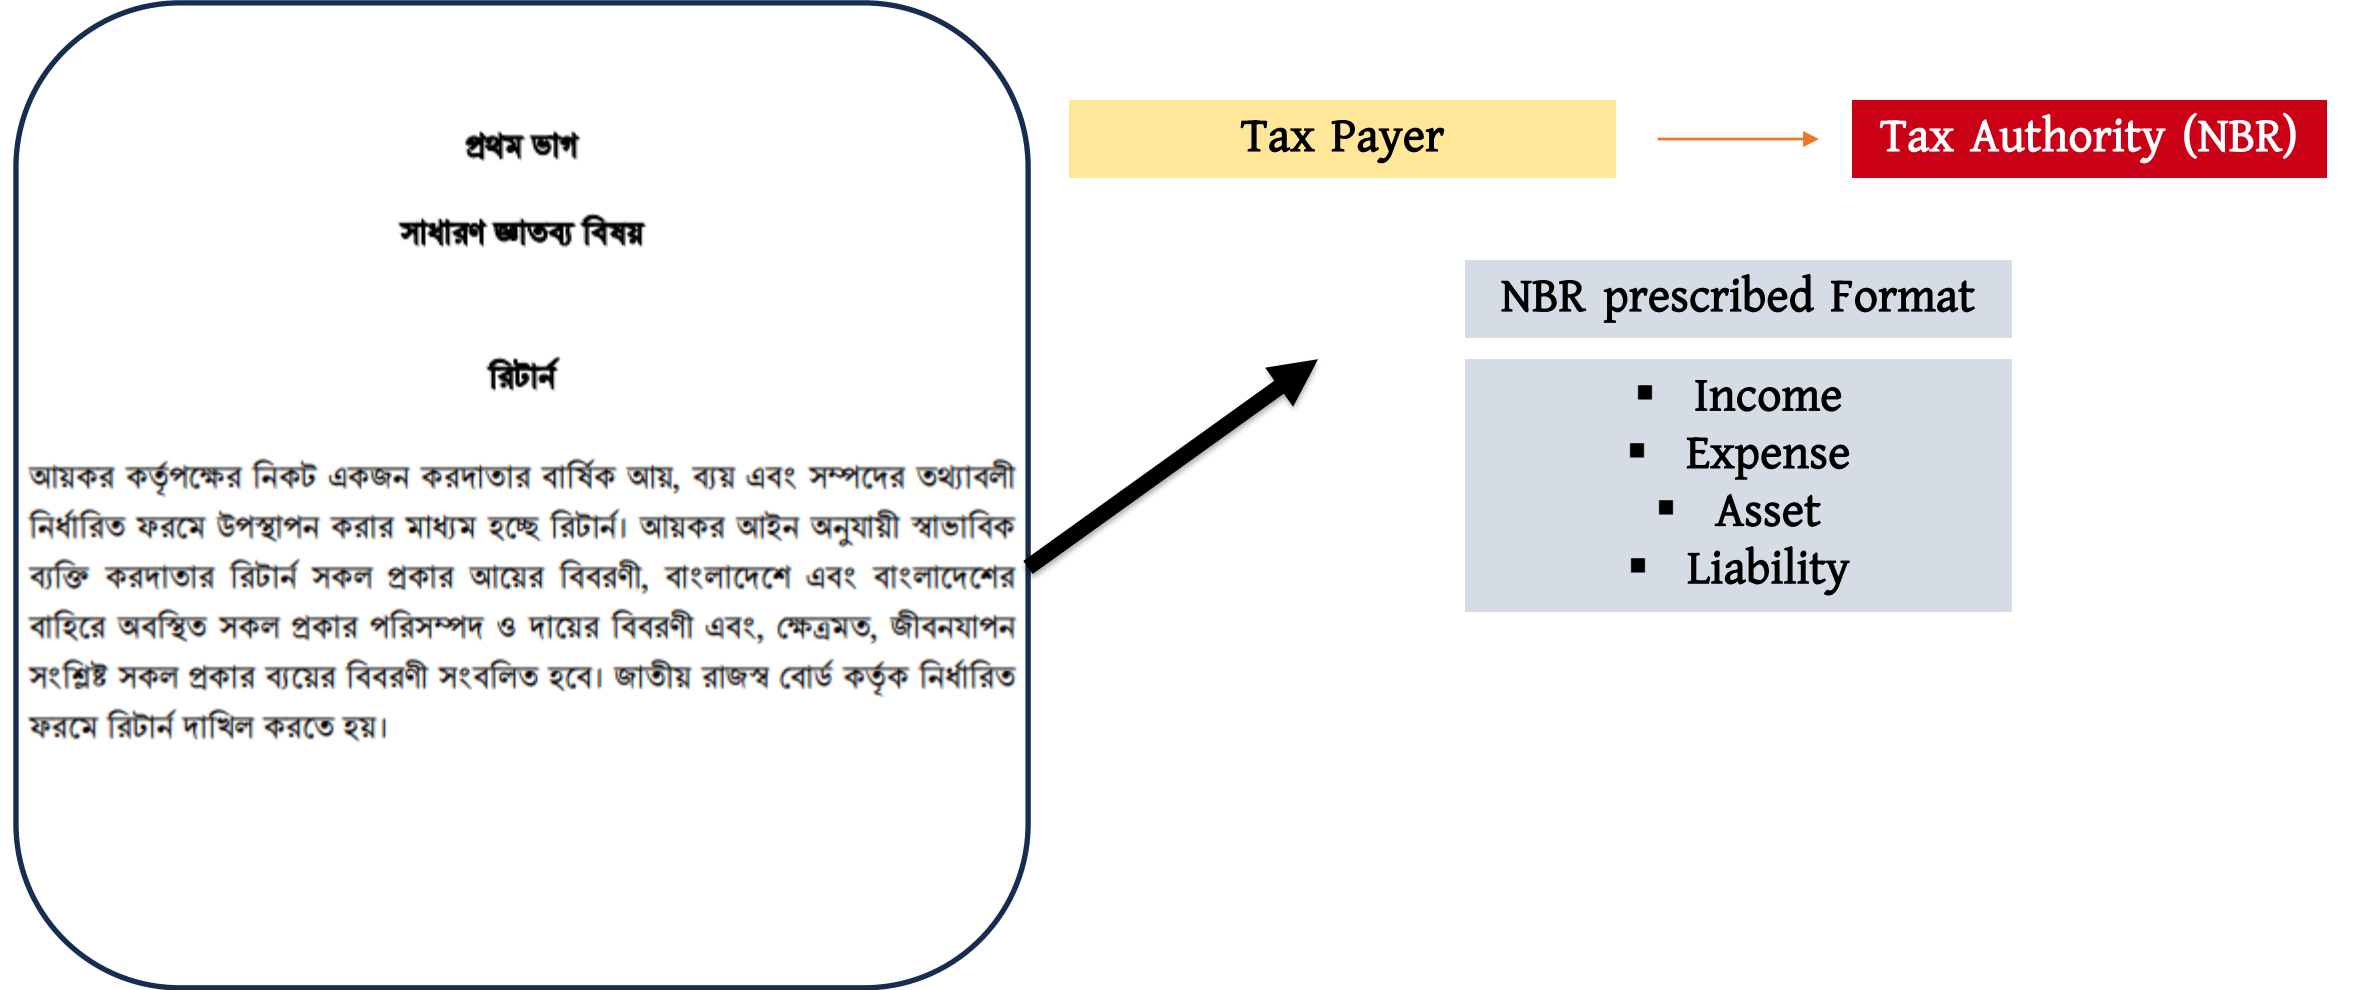 প্রথম ভাগ
সাধারণ জ্ঞাতব্য বিষয়
রিটার্ন
আয়কর কর্তৃপক্ষের নিকট একজন করদাতার বার্ষিক আয়, ব্যয় এবং সম্পদের তথ্যাবলী
নির্ধারিত ফরমে উপস্থাপন করার মাধ্যম হচ্ছে রিটার্ন। আয়কর আইন অনুযায়ী স্বাভাবিক
ব্যক্তি করদাতার রিটার্ন সকল প্রকার আয়ের বিবরণী, বাংলাদেশে এবং বাংলাদেশের
বাহিরে অবস্থিত সকল প্রকার পরিসম্পদ ও দায়ের বিবরণী এবং, ক্ষেত্রমত, জীবনযাপন
সংশ্লিষ্ট সকল প্রকার ব্যয়ের বিবরণী সংবলিত হবে। জাতীয় রাজস্ব বোর্ড কর্তৃক নির্ধারিত
ফরমে রিটার্ন দাখিল করতে হয়।
Tax Payer
Tax Authority (NBR)
NBR prescribed Format
▪ Income
▪ Expense
▪ Asset
▪ Liability